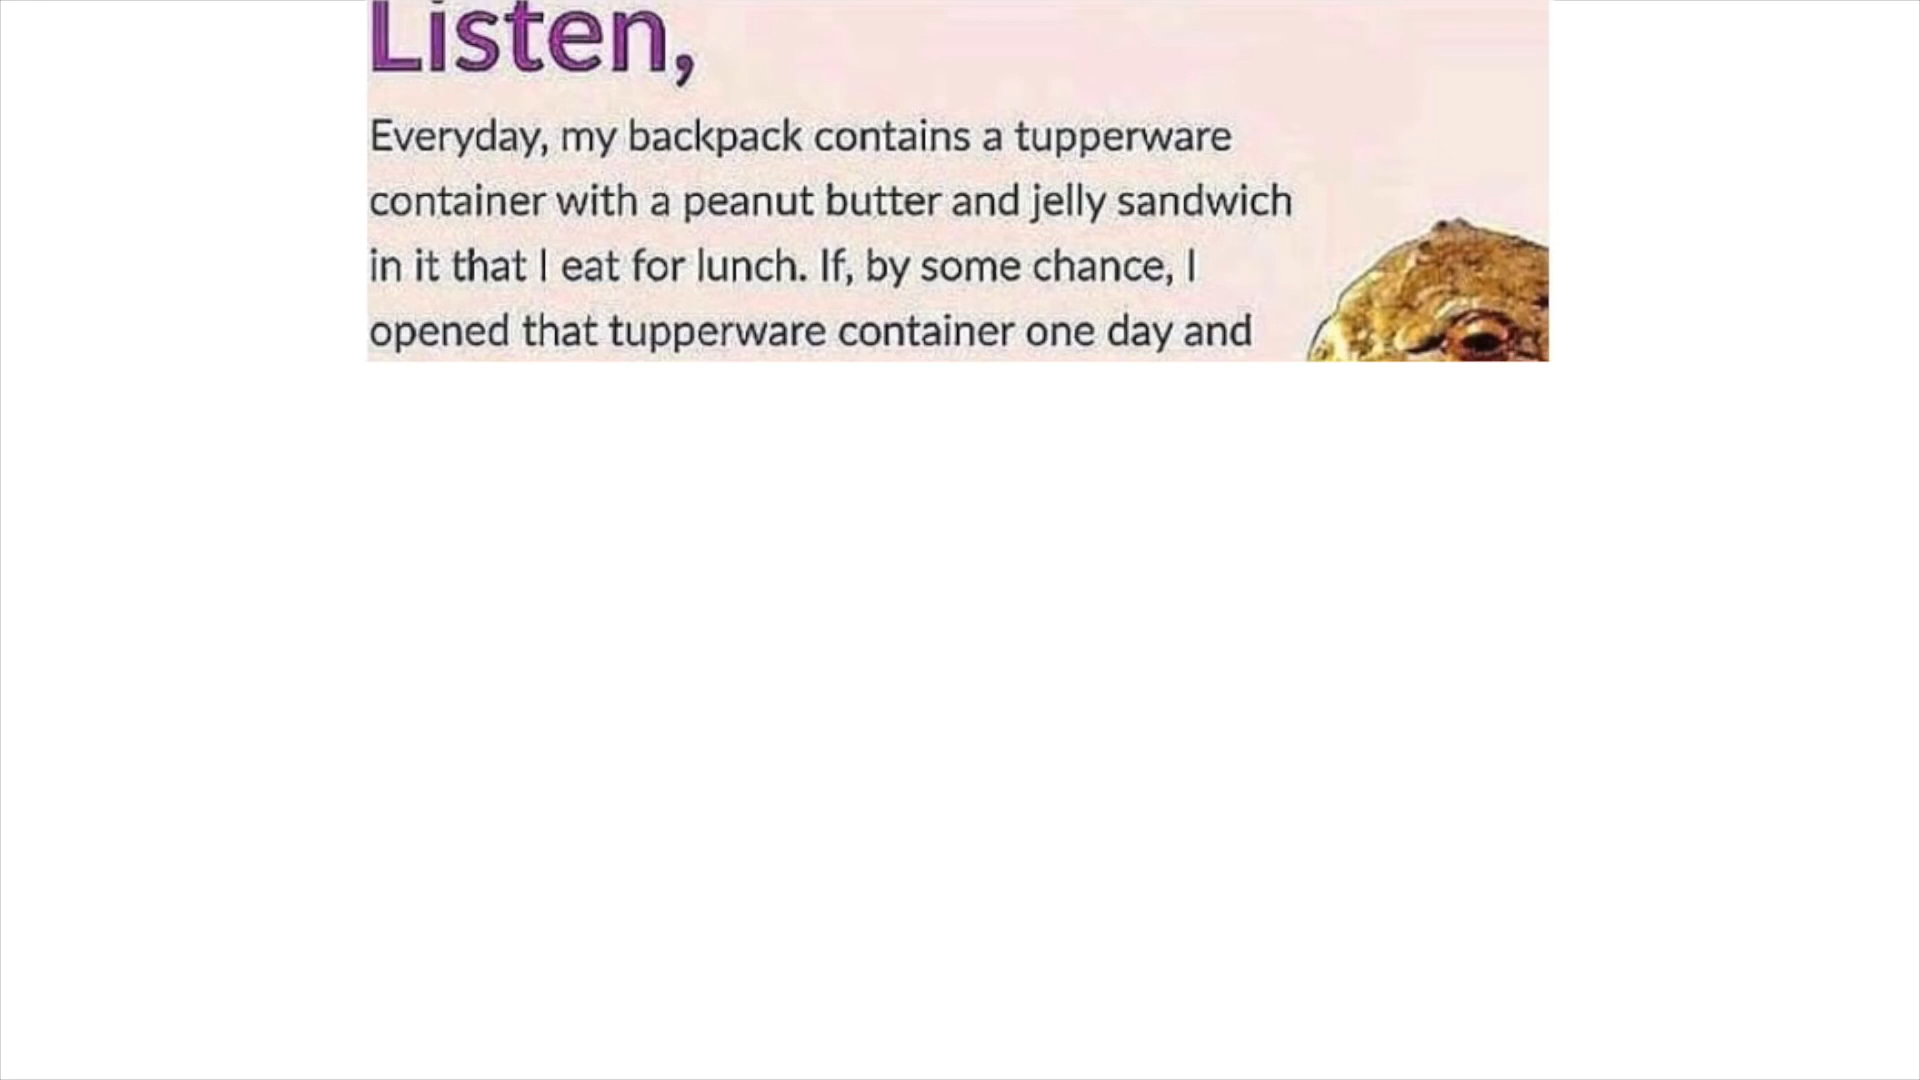 Listen,
Everyday, my backpack contains a tupperware
container with a peanut butter and jelly sandwich
in it that I eat for lunch. If, by some chance, I
opened that tupperware container one day and